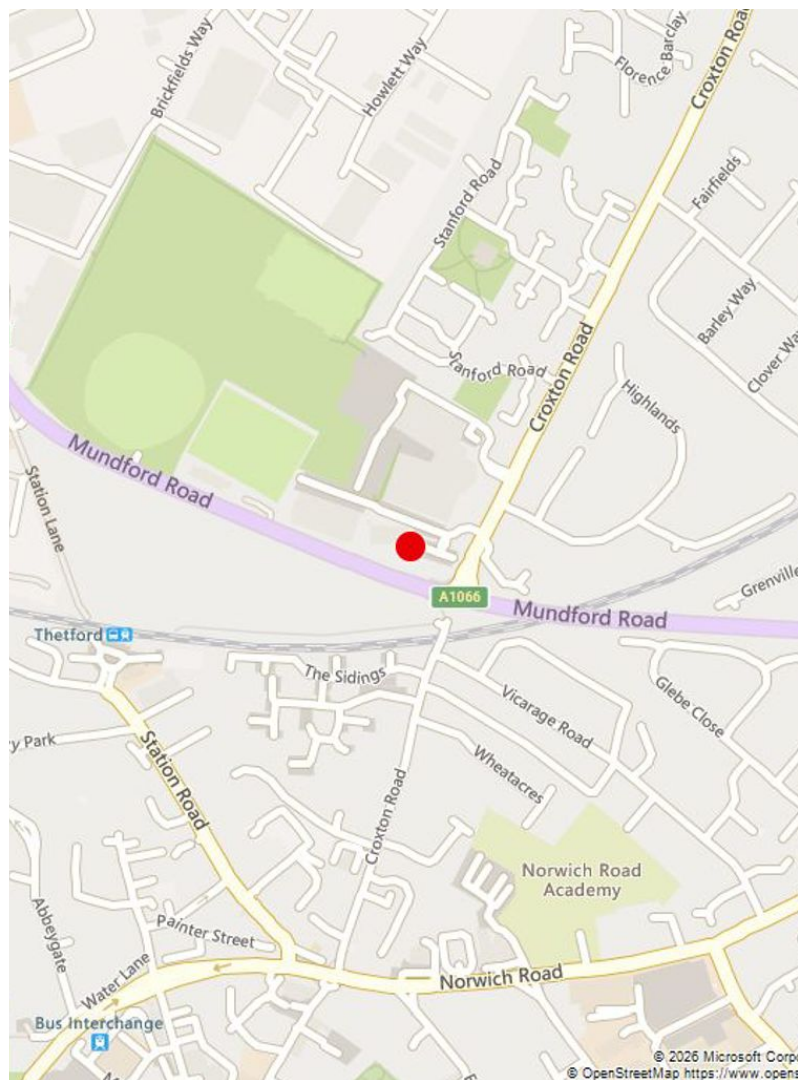 Brickfields Way
Howlett Way
Florence Barclay
Croxton Road
Stanford Road
Fairfields
Barley Way
Clover Way
Stanford Road
Croxton Road
Highlands
Mundford Road
Station Lane
A1066
Mundford Road
Grenville
Thetford
The Sidings
Vicarage Road
Glebe Close
y Park
Station Road
Wheatacres
Croxton Road
Norwich Road
Academy
Abbeygate
Painter Street
Water Lane
Norwich Road
Bus Interchange
© 2026 Microsoft Corpo
© OpenStreetMap https://www.opens